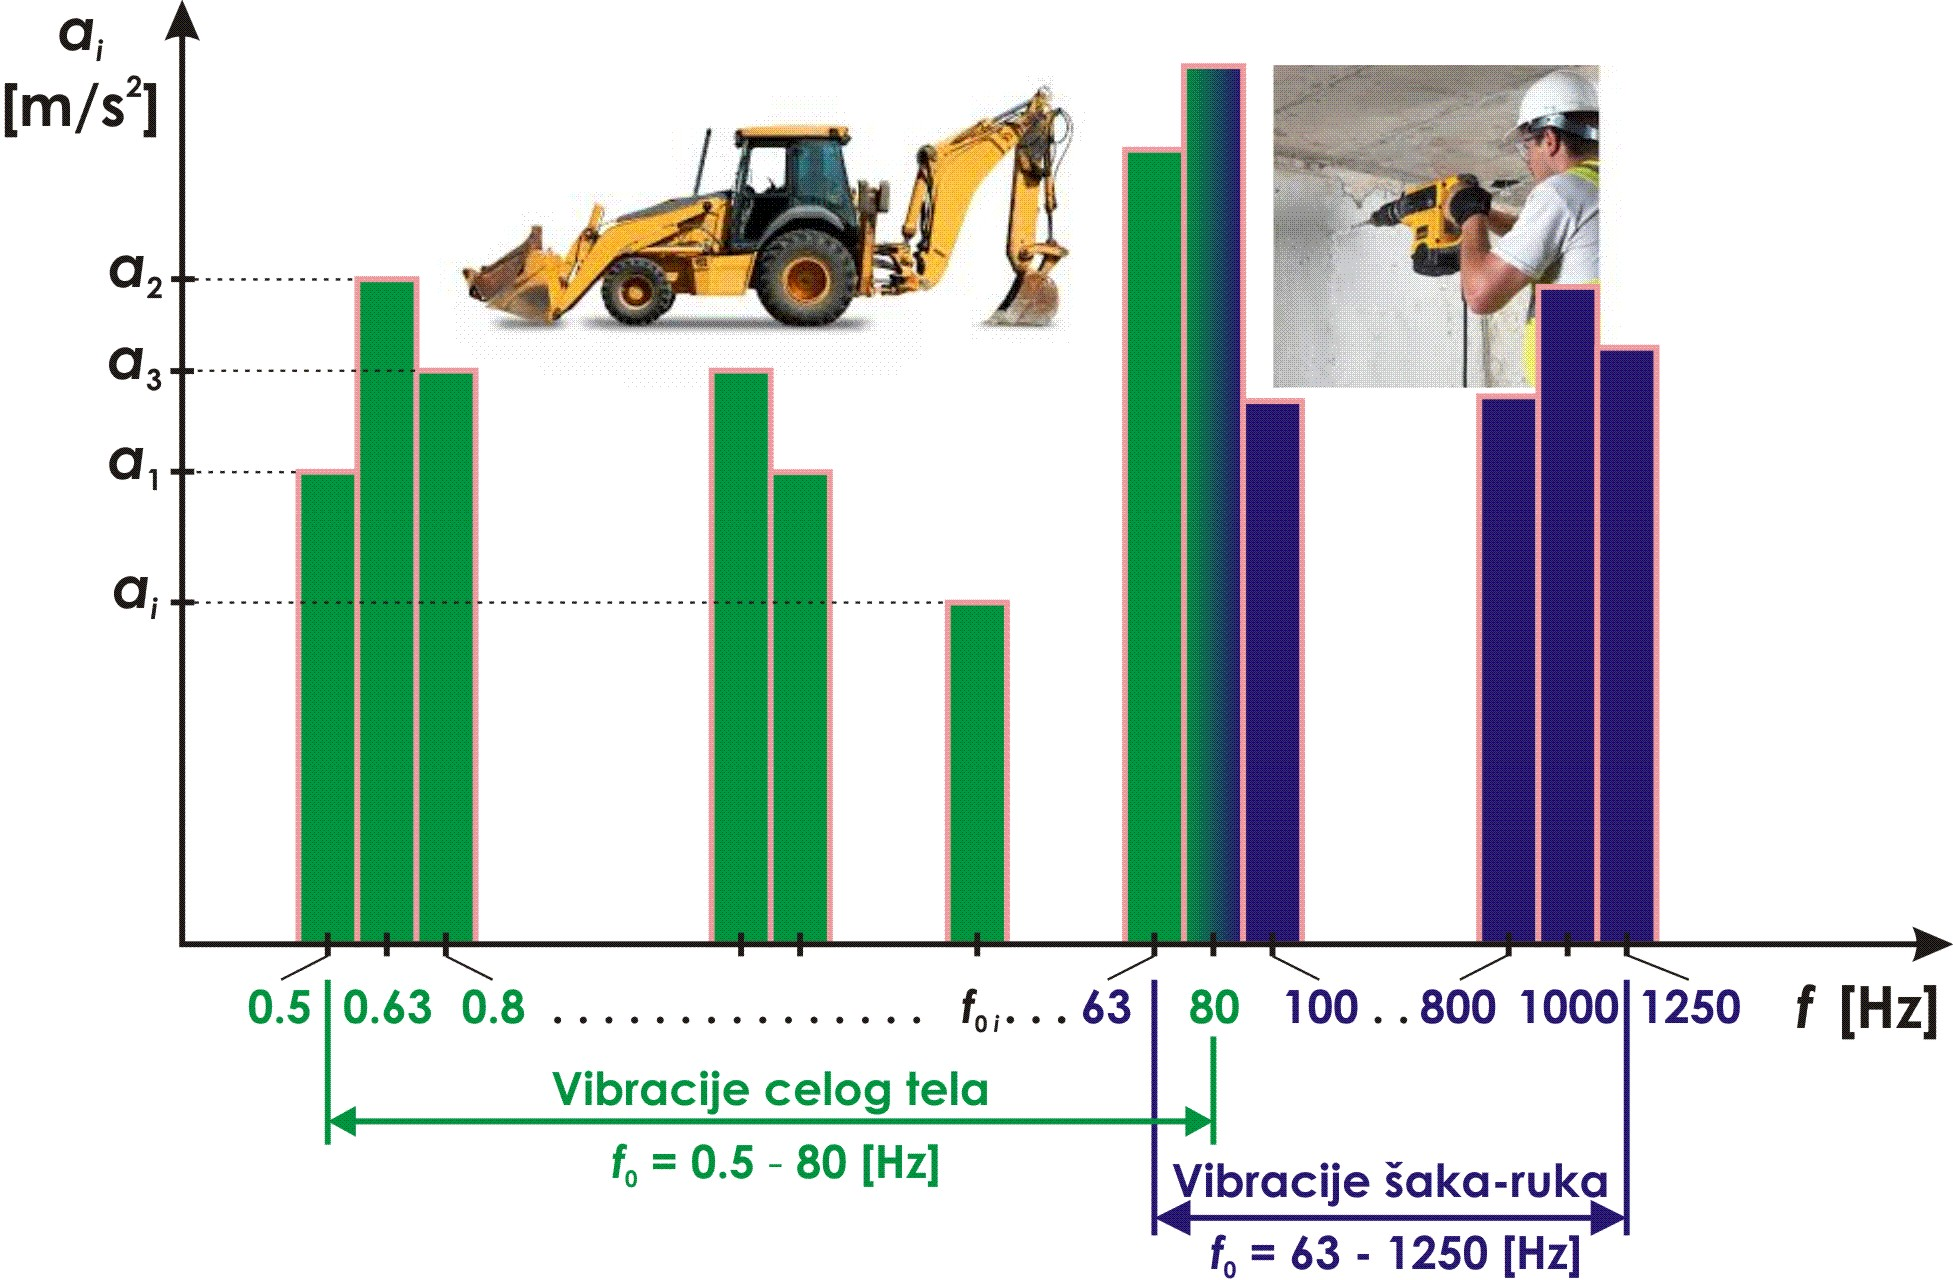 aᵢ
[m/s²]
a₂
a₃
a₁
aᵢ
0.5 0.63 0.8 ............... f₀ᵢ... 63 80 100 .. 800 1000 1250 f [Hz]
Vibracije celog tela
f₀ = 0.5 - 80 [Hz]
Vibracije šaka-ruka
f₀ = 63 - 1250 [Hz]